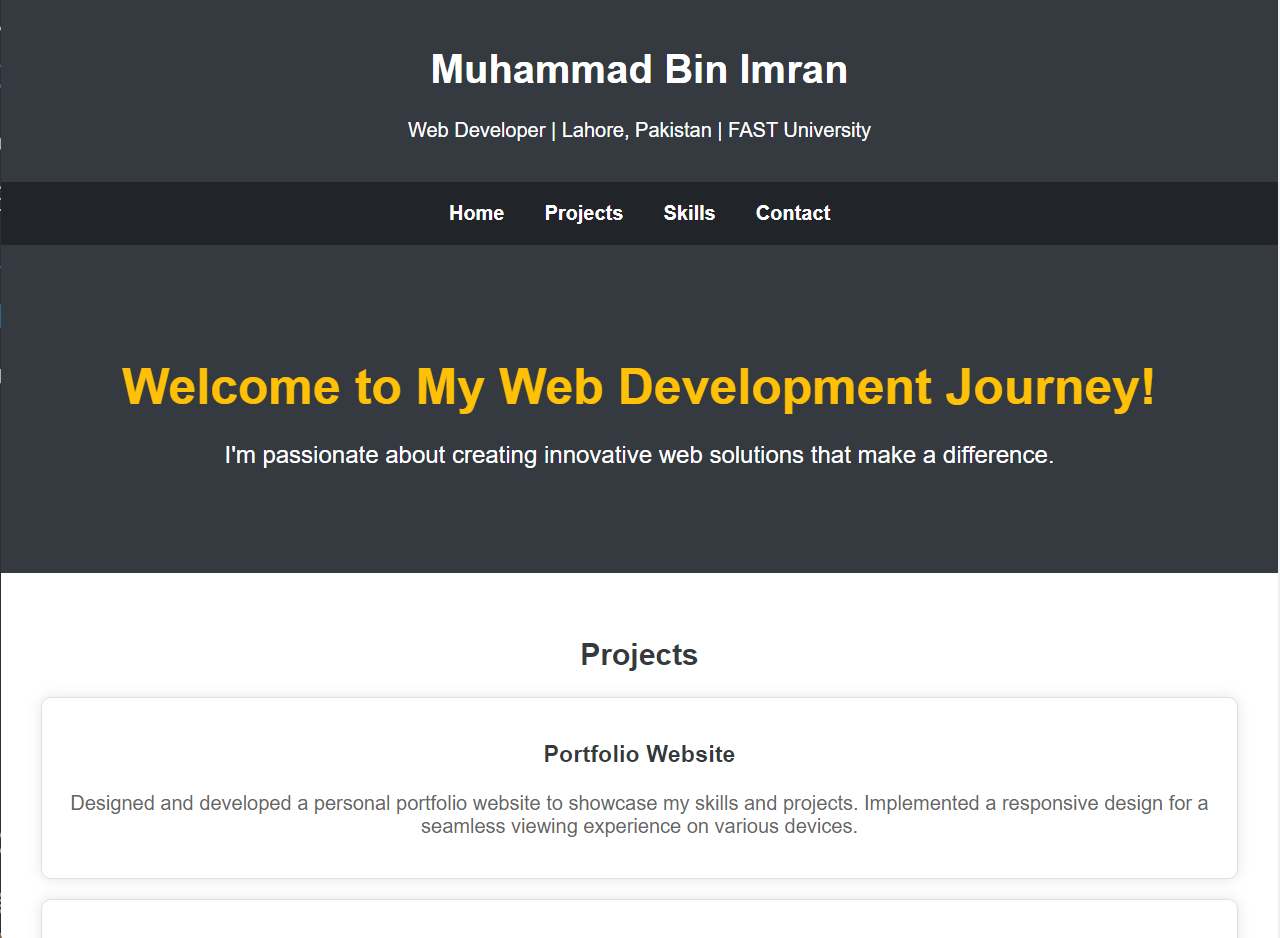 Muhammad Bin Imran
Web Developer | Lahore, Pakistan | FAST University
Home Projects Skills Contact
Welcome to My Web Development Journey!
I'm passionate about creating innovative web solutions that make a difference.
Projects
Portfolio Website
Designed and developed a personal portfolio website to showcase my skills and projects. Implemented a responsive design for a
seamless viewing experience on various devices.